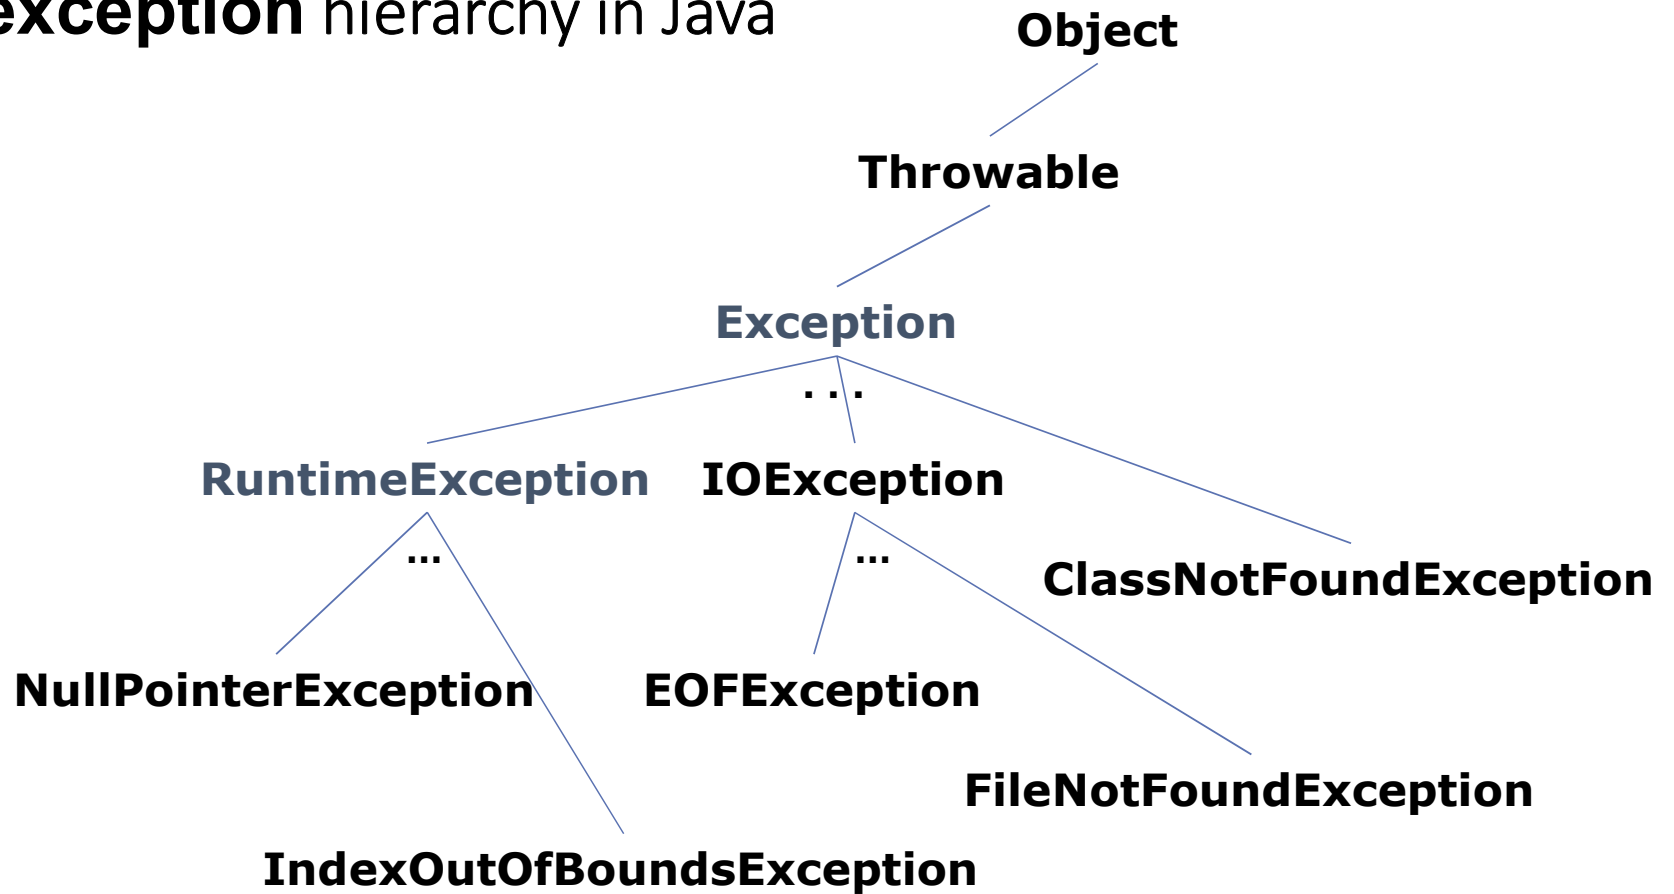 exception hierarchy in Java
Object
Throwable
Exception
. . .
RuntimeException IOException
... ...
ClassNotFoundException
NullPointerException EOFException
FileNotFoundException
IndexOutOfBoundsException